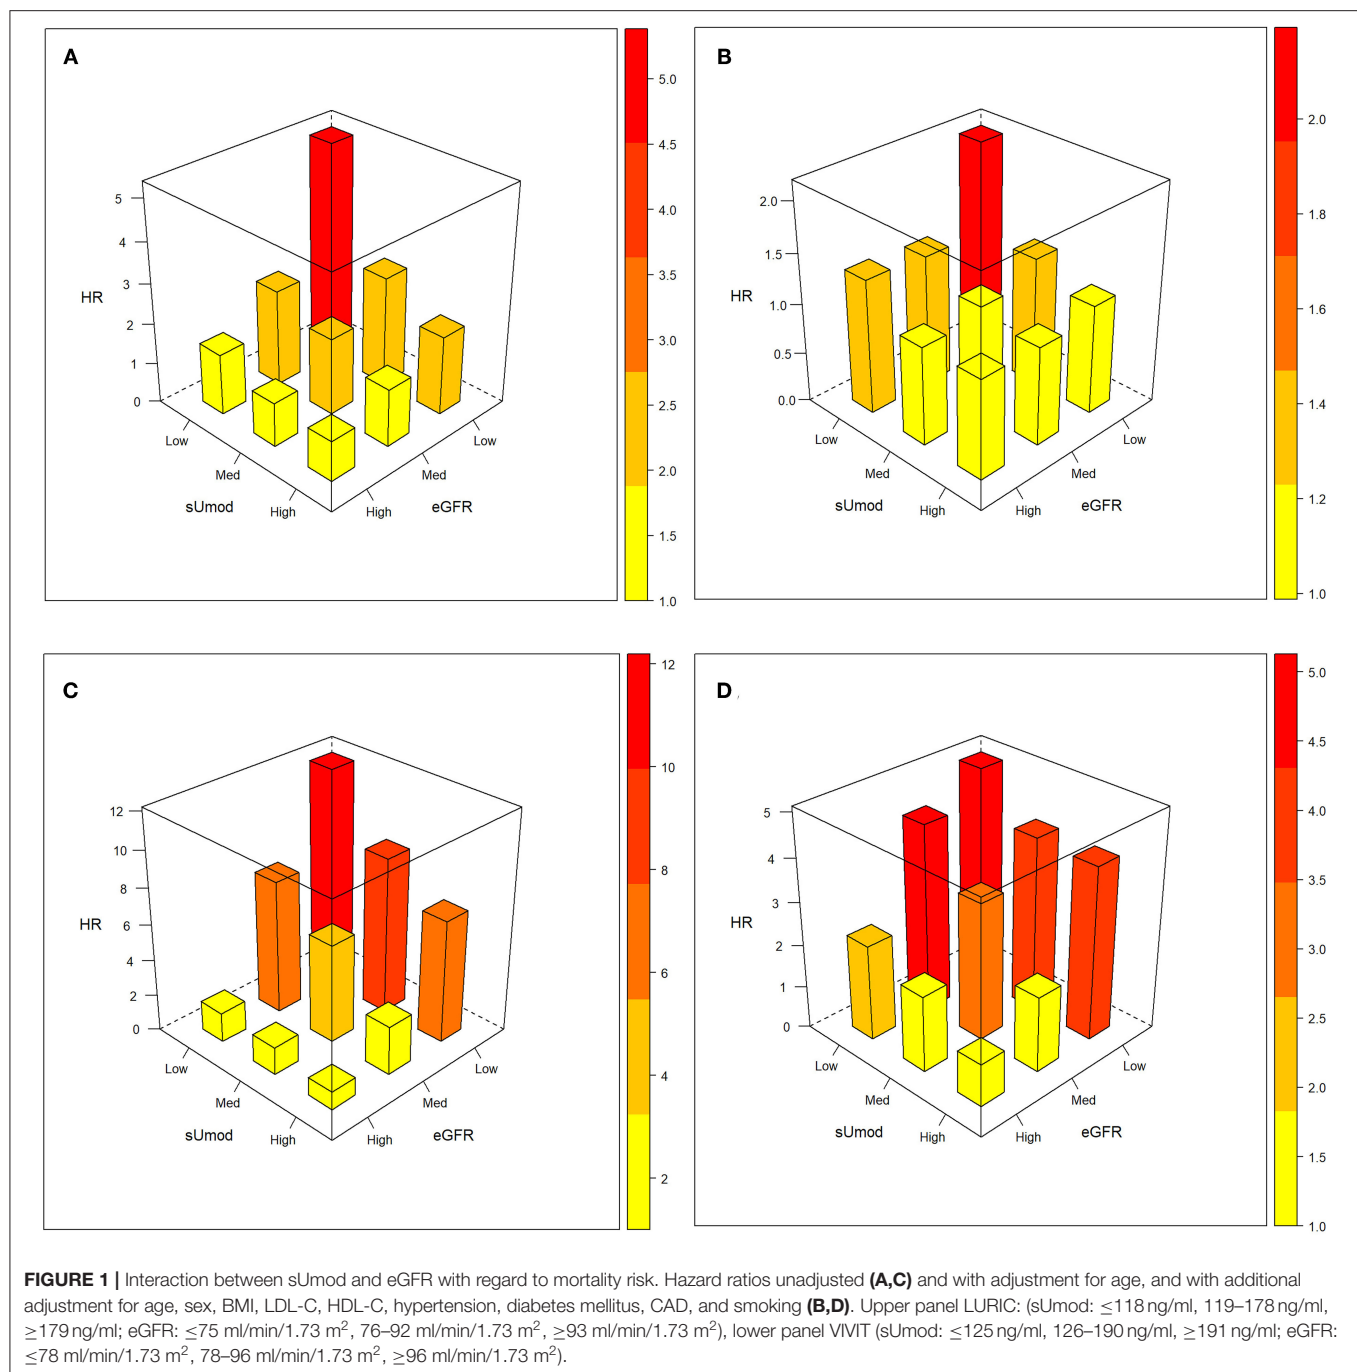 A
5
4
3
2
1
0
HR
Low
Med
High
sUmod
High
Med
Low
eGFR
5.0
4.5
4.0
3.5
3.0
2.5
2.0
1.5
1.0
B
2.0
1.5
1.0
0.5
0.0
HR
Low
Med
High
sUmod
High
Med
Low
eGFR
2.0
1.8
1.6
1.4
1.2
1.0
C
12
10
8
6
4
2
0
HR
Low
Med
High
sUmod
High
Med
Low
eGFR
12
10
8
6
4
2
D
5
4
3
2
1
0
HR
Low
Med
High
sUmod
High
Med
Low
eGFR
5.0
4.5
4.0
3.5
3.0
2.5
2.0
1.5
1.0
FIGURE 1 | Interaction between sUmod and eGFR with regard to mortality risk. Hazard ratios unadjusted (A,C) and with adjustment for age, and with additional
adjustment for age, sex, BMI, LDL-C, HDL-C, hypertension, diabetes mellitus, CAD, and smoking (B,D). Upper panel LURIC: (sUmod: ≤118 ng/ml, 119–178 ng/ml,
≥179 ng/ml; eGFR: ≤75 ml/min/1.73 m², 76–92 ml/min/1.73 m², ≥93 ml/min/1.73 m²), lower panel VIVIT (sUmod: ≤125 ng/ml, 126–190 ng/ml, ≥191 ng/ml; eGFR:
≤78 ml/min/1.73 m², 78–96 ml/min/1.73 m², ≥96 ml/min/1.73 m²).